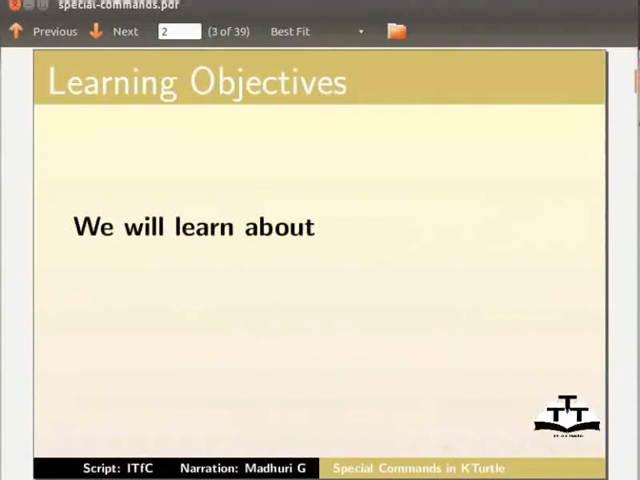 special-commands.pdf
Previous Next 2 (3 of 39) Best Fit
Learning Objectives
We will learn about
Script: ITfC Narration: Madhuri G Special Commands in KTurtle